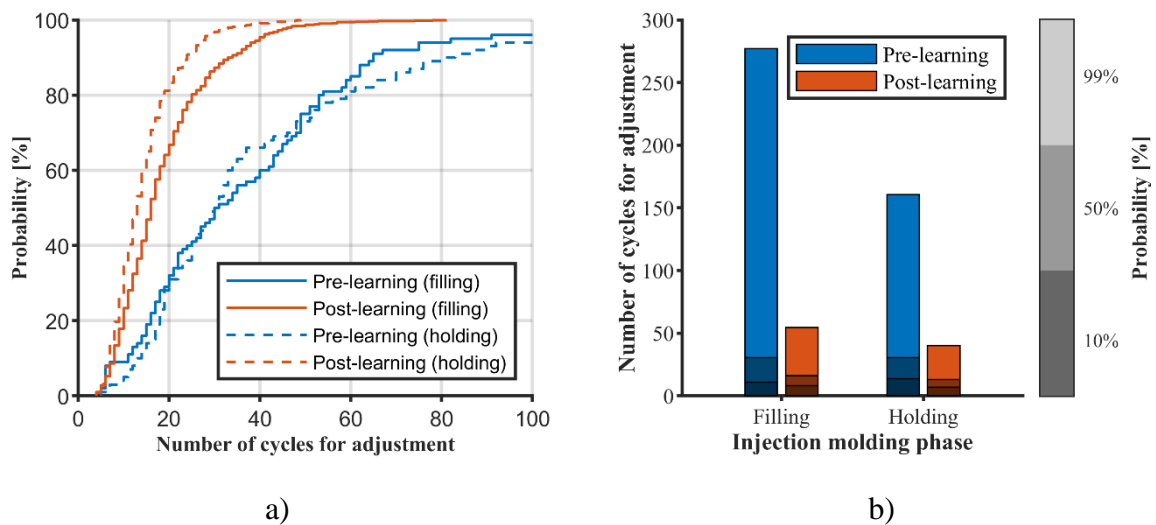 100
80
60
40
20
0
Probability [%]
Pre-learning (filling)
Post-learning (filling)
Pre-learning (holding)
Post-learning (holding)
0 20 40 60 80 100
Number of cycles for adjustment
a)
300
250
200
150
100
50
0
Number of cycles for adjustment
Pre-learning
Post-learning
Filling Holding
Injection molding phase
99%
50%
10%
Probability [%]
b)